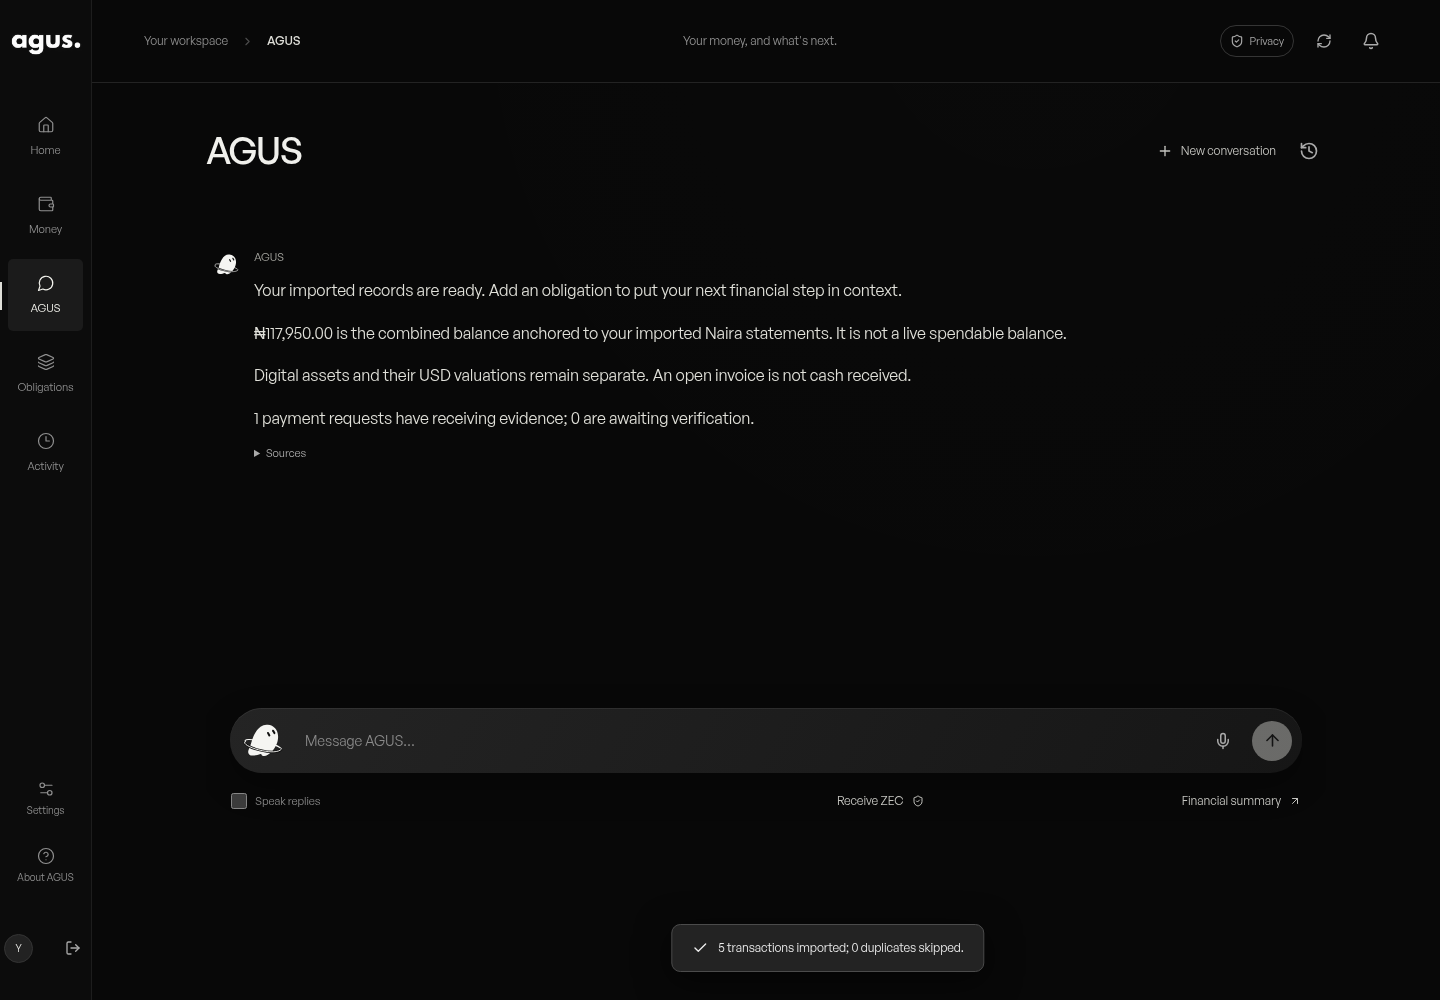 agus.
Your workspace > AGUS
Your money, and what's next.
Privacy
Home
Money
AGUS
Obligations
Activity
Settings
About AGUS
Y
AGUS
New conversation
AGUS
Your imported records are ready. Add an obligation to put your next financial step in context.
₦117,950.00 is the combined balance anchored to your imported Naira statements. It is not a live spendable balance.
Digital assets and their USD valuations remain separate. An open invoice is not cash received.
1 payment requests have receiving evidence; 0 are awaiting verification.
Sources
Message AGUS...
Speak replies
Receive ZEC
Financial summary
5 transactions imported; 0 duplicates skipped.